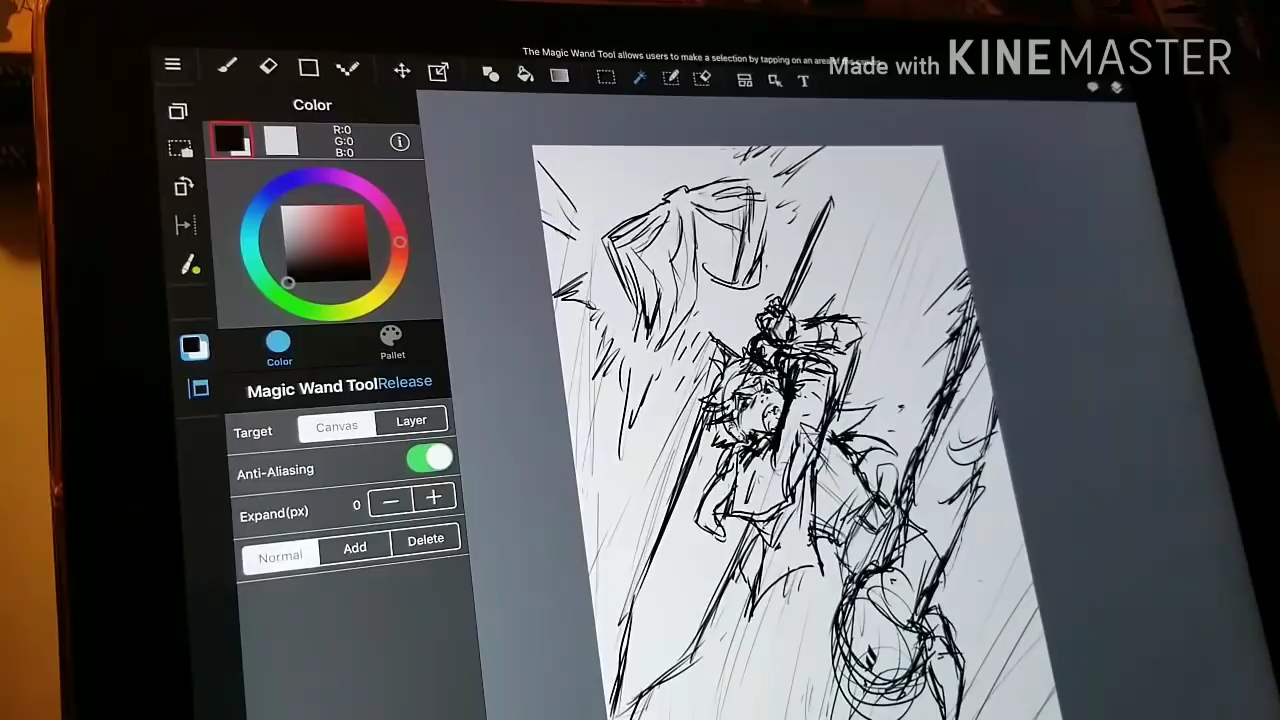 The Magic Wand Tool allows users to make a selection by tapping on an area
Made with KINEMASTER
T
Color
R:0
G:0
B:0
Color
Pallet
Magic Wand Tool Release
Target Canvas Layer
Anti-Aliasing
Expand(px) 0 − +
Normal Add Delete